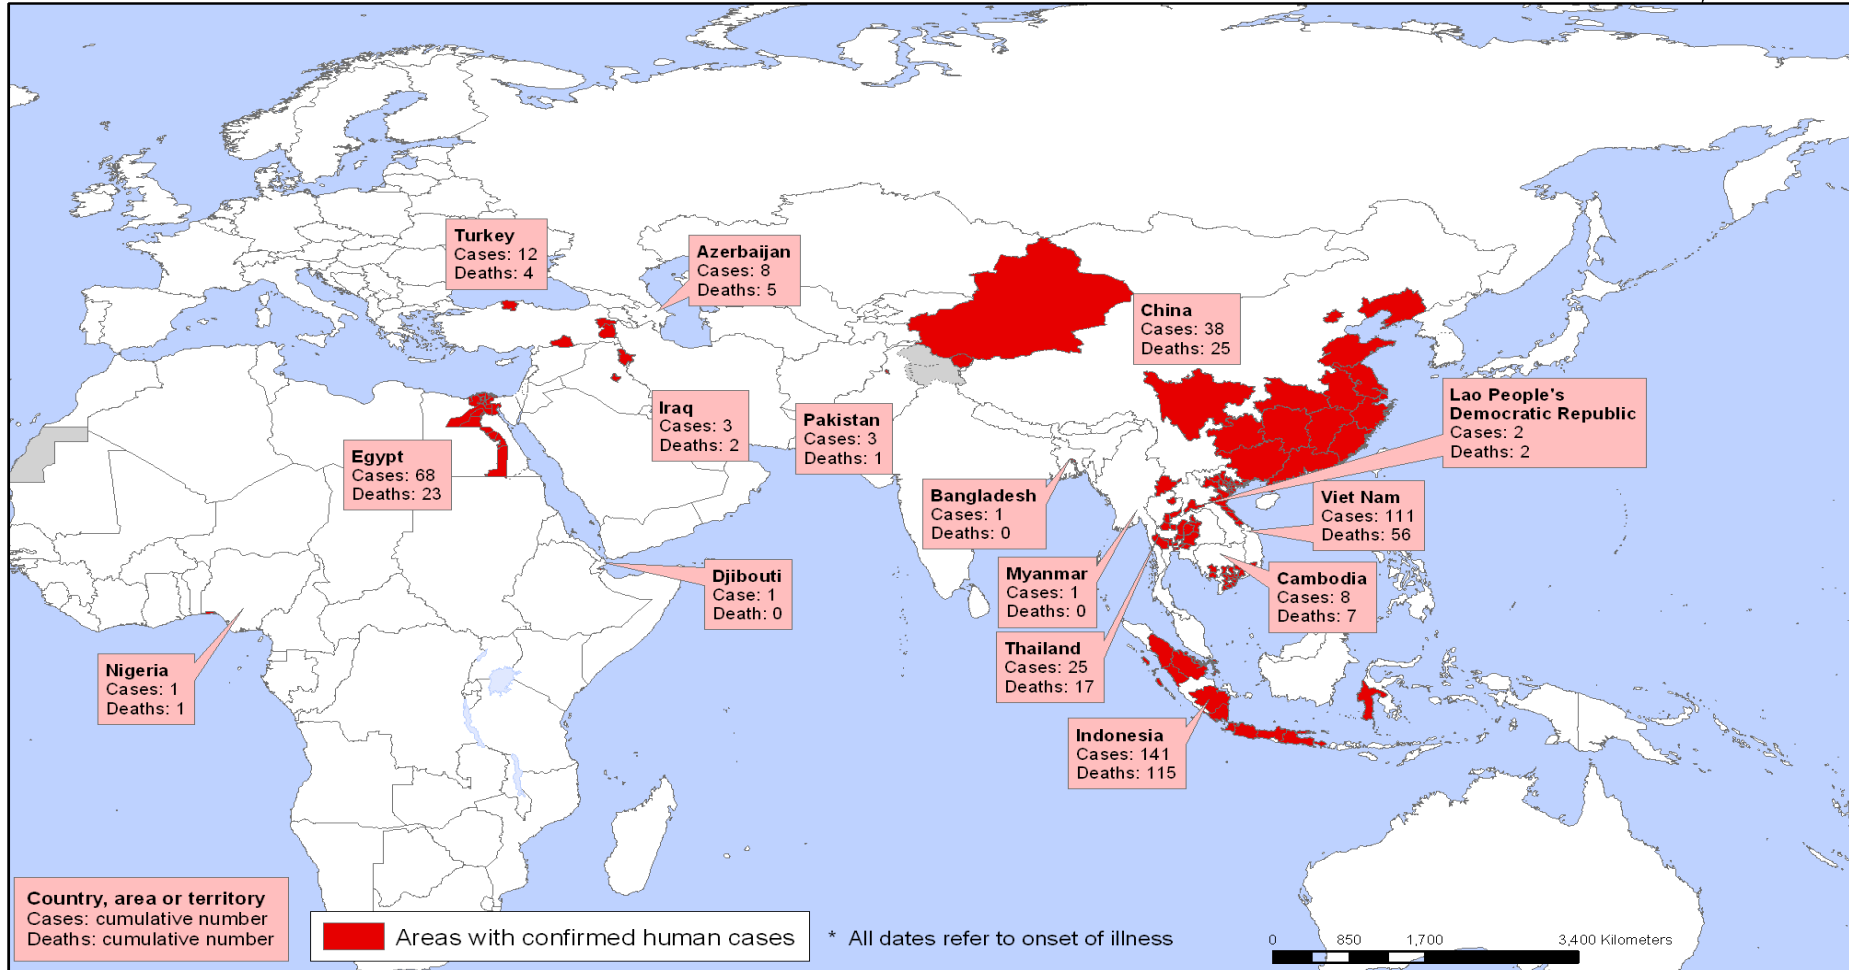 Turkey
Cases: 12
Deaths: 4
Azerbaijan
Cases: 8
Deaths: 5
China
Cases: 38
Deaths: 25
Lao People's
Democratic Republic
Cases: 2
Deaths: 2
Iraq
Cases: 3
Deaths: 2
Pakistan
Cases: 3
Deaths: 1
Egypt
Cases: 68
Deaths: 23
Bangladesh
Cases: 1
Deaths: 0
Viet Nam
Cases: 111
Deaths: 56
Djibouti
Case: 1
Death: 0
Myanmar
Cases: 1
Deaths: 0
Cambodia
Cases: 8
Deaths: 7
Nigeria
Cases: 1
Deaths: 1
Thailand
Cases: 25
Deaths: 17
Indonesia
Cases: 141
Deaths: 115
Country, area or territory
Cases: cumulative number
Deaths: cumulative number
Areas with confirmed human cases
* All dates refer to onset of illness
0 850 1,700 3,400 Kilometers